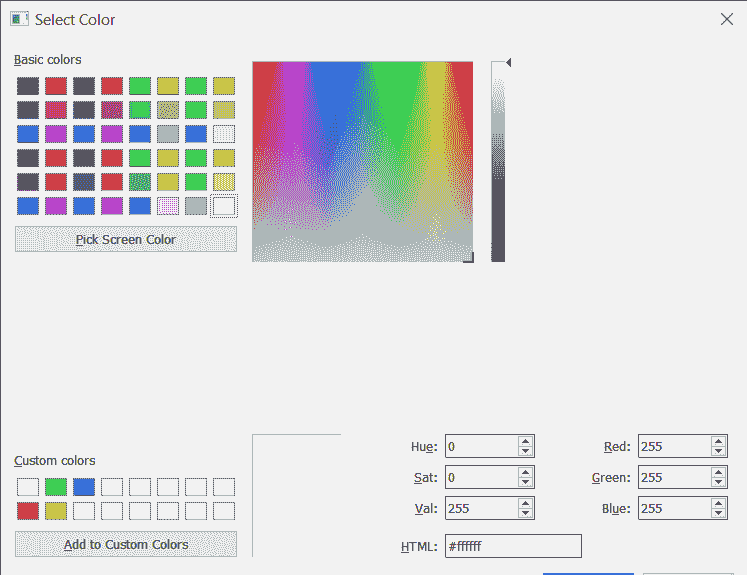 Select Color
Basic colors
Pick Screen Color
Custom colors
Add to Custom Colors
Hue: 0
Red: 255
Sat: 0
Green: 255
Val: 255
Blue: 255
HTML: #ffffff